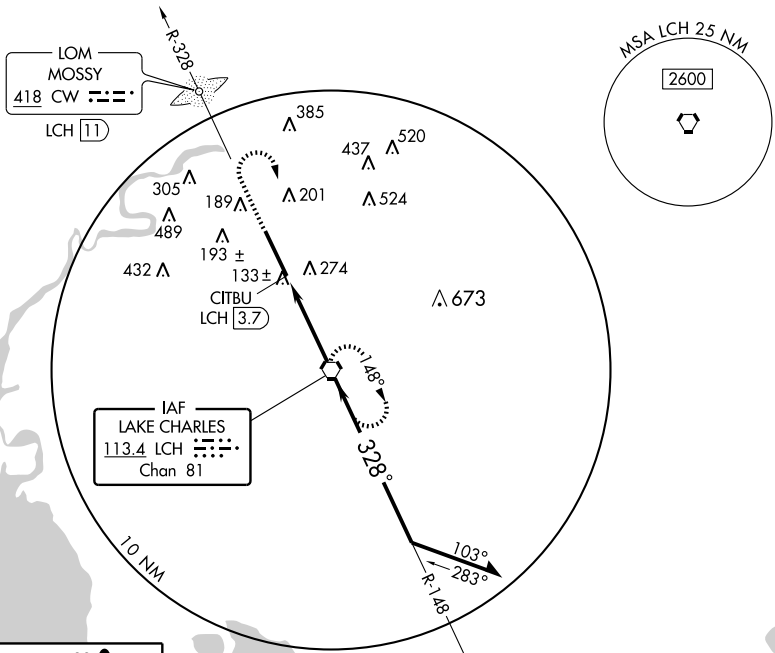 R-328
LOM
MOSSY
418 CW
LCH 11
MSA LCH 25 NM
2600
385
520
437
305
189
201
524
489
193 ±
432
133 ±
274
CITBU
LCH 3.7
673
148°
IAF
LAKE CHARLES
113.4 LCH
Chan 81
328°
10 NM
103°
283°
R-148